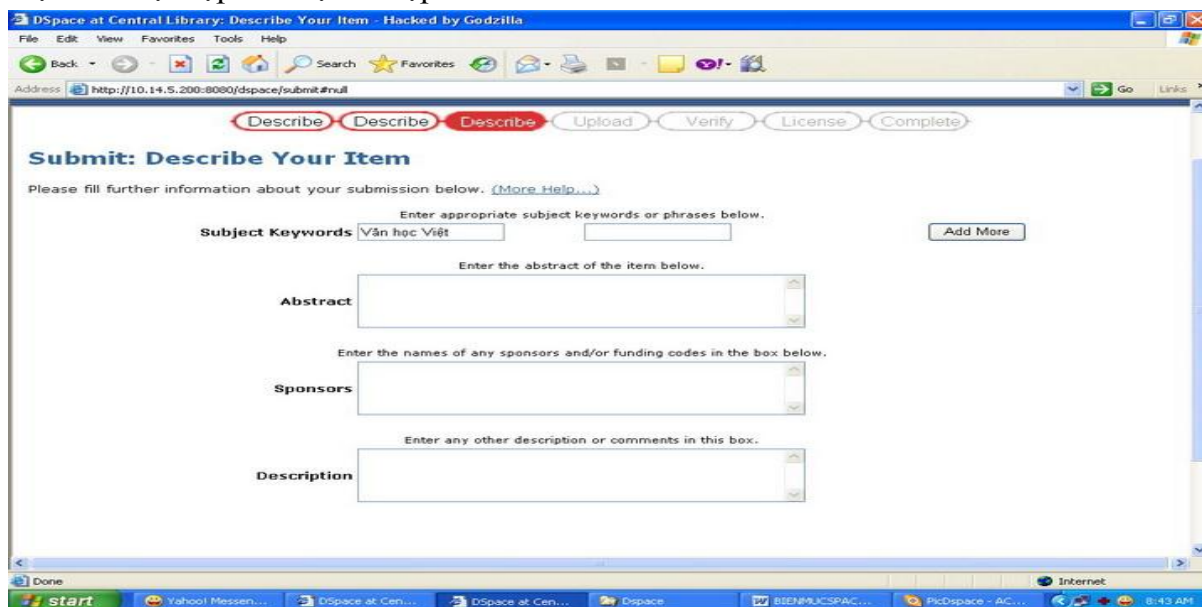 DSpace at Central Library: Describe Your Item - Hacked by Godzilla
File Edit View Favorites Tools Help
Back Search Favorites
Address http://10.14.5.200:8080/dspace/submit#null Go Links
Describe Describe Describe Upload Verify License Complete
Submit: Describe Your Item
Please fill further information about your submission below. (More Help...)
Enter appropriate subject keywords or phrases below.
Subject Keywords Văn học Việt Add More
Enter the abstract of the item below.
Abstract
Enter the names of any sponsors and/or funding codes in the box below.
Sponsors
Enter any other description or comments in this box.
Description
Done Internet
start Yahoo! Messen... DSpace at Cen... DSpace at Cen... Dspace BIENMUCSPAC... PicDspace - AC... 8:43 AM